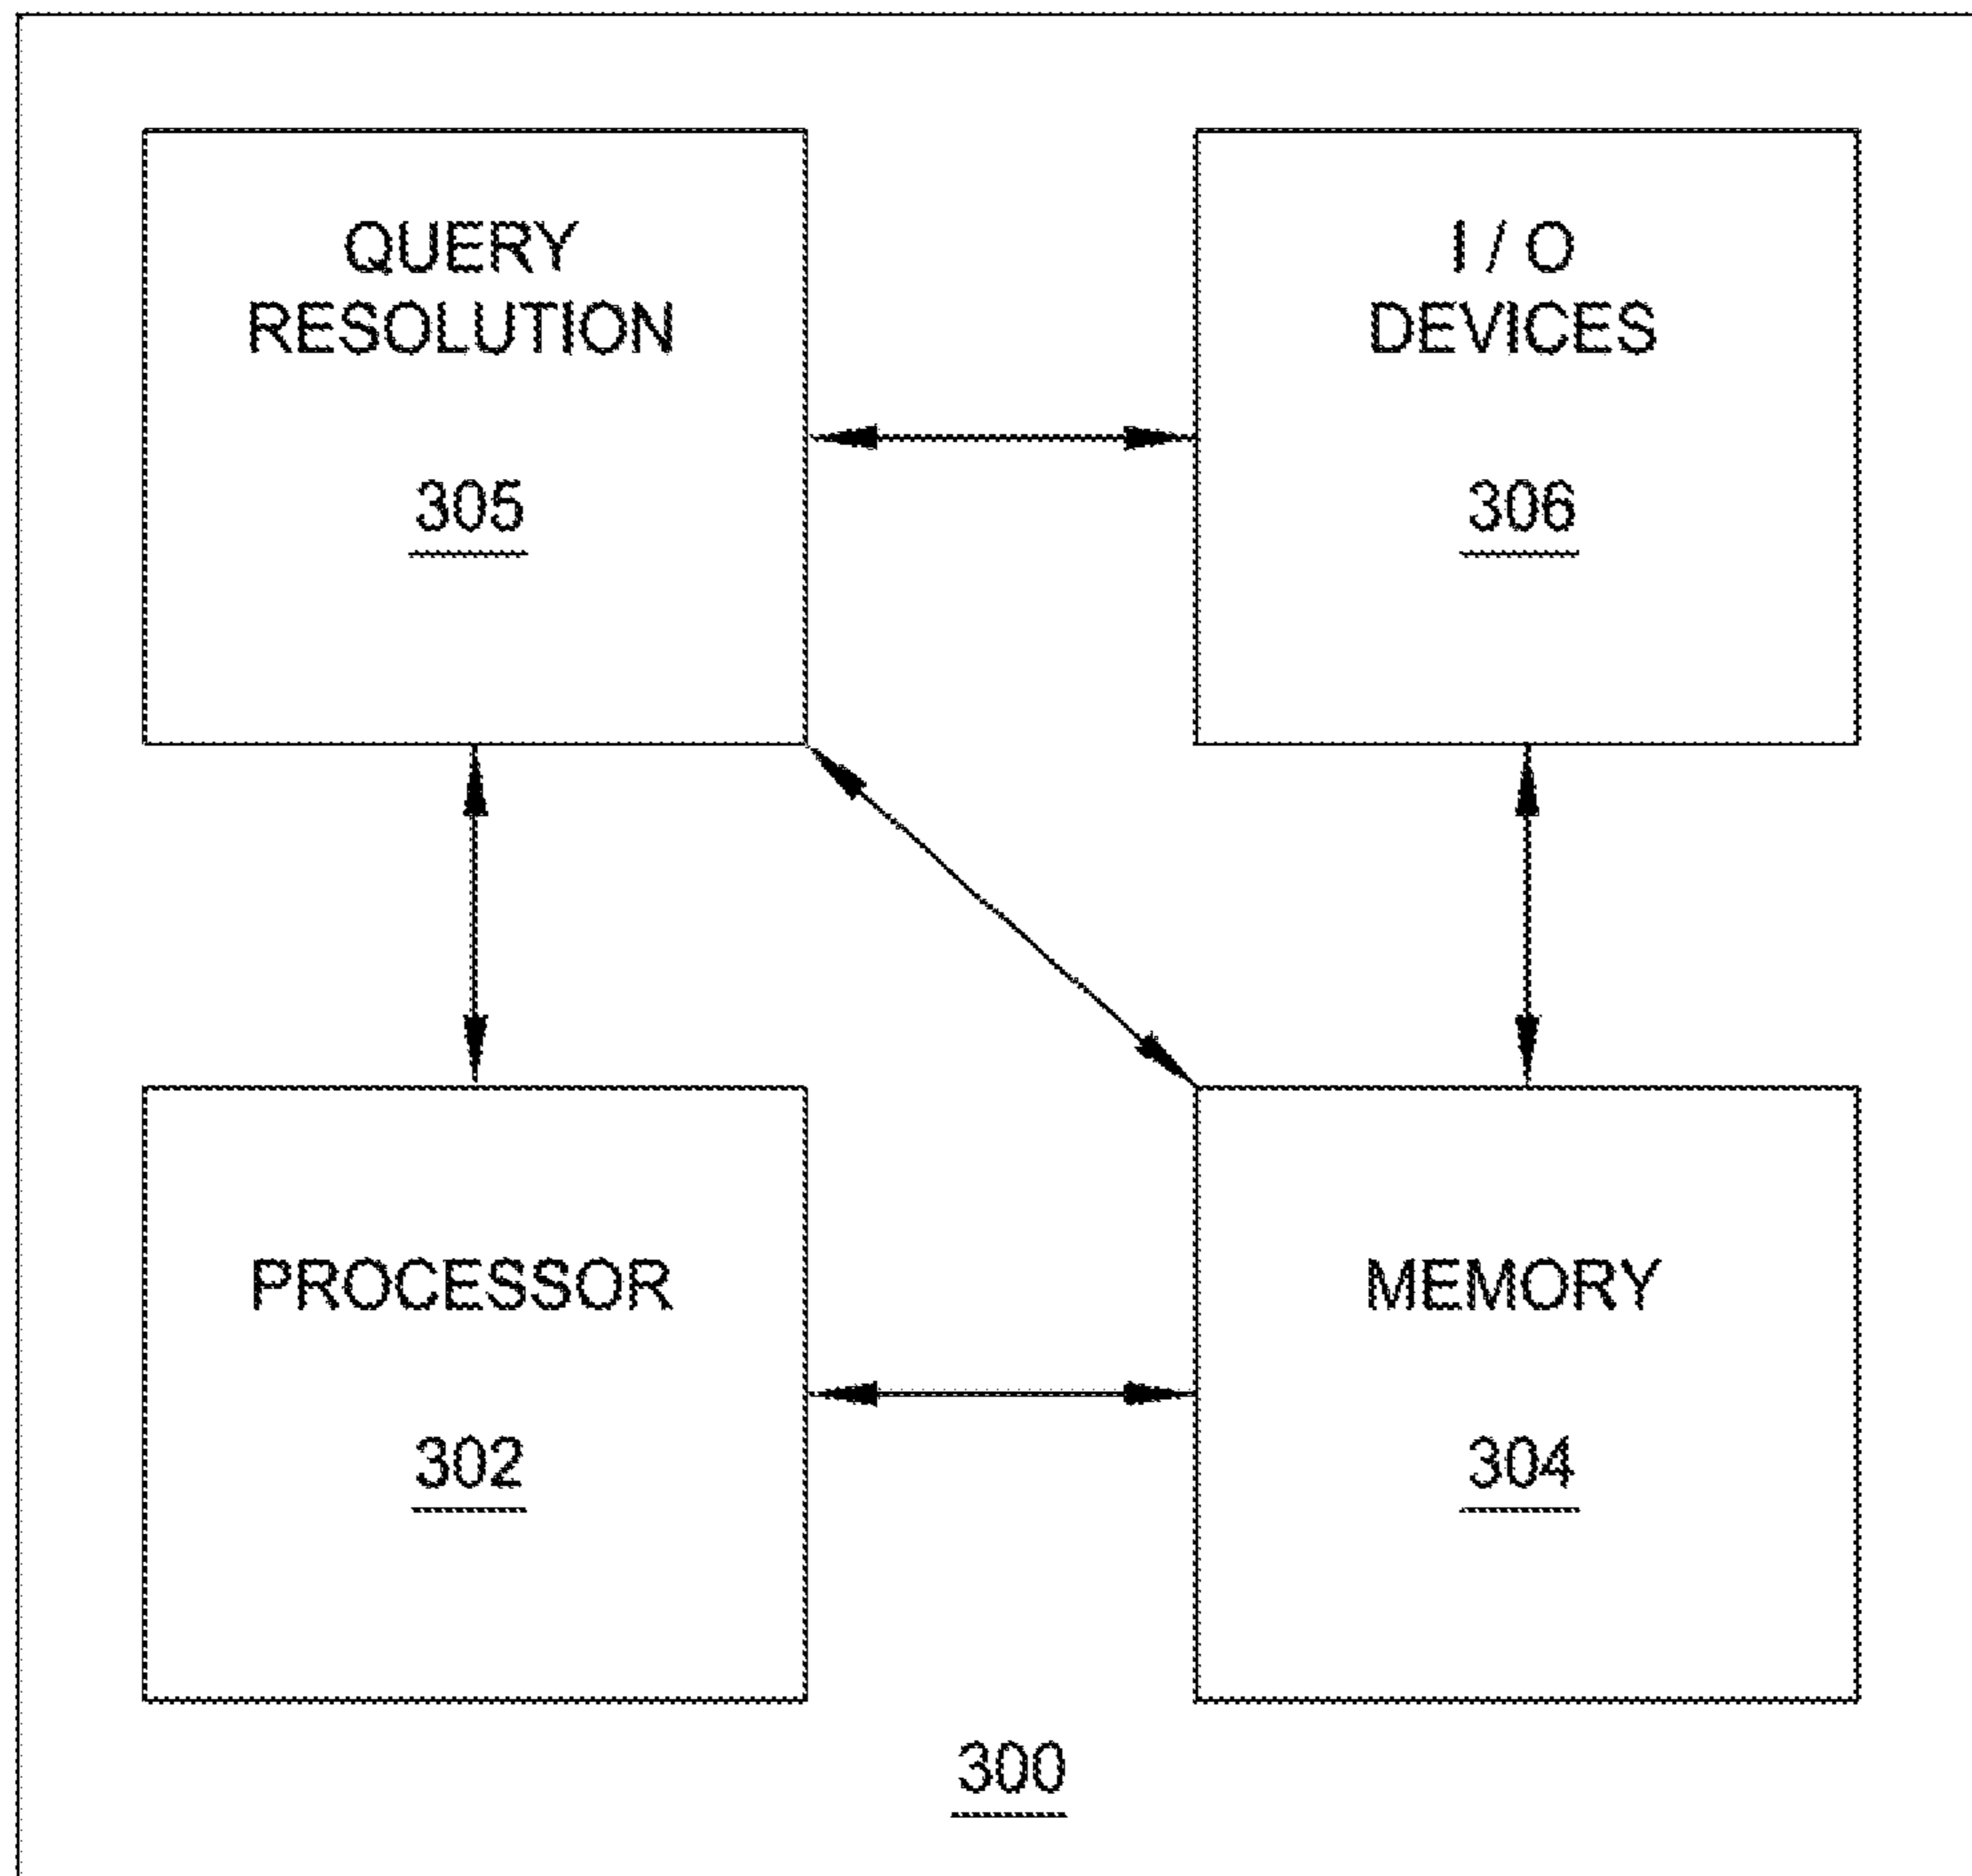 QUERY
RESOLUTION
305
I / O
DEVICES
306
PROCESSOR
302
MEMORY
304
300